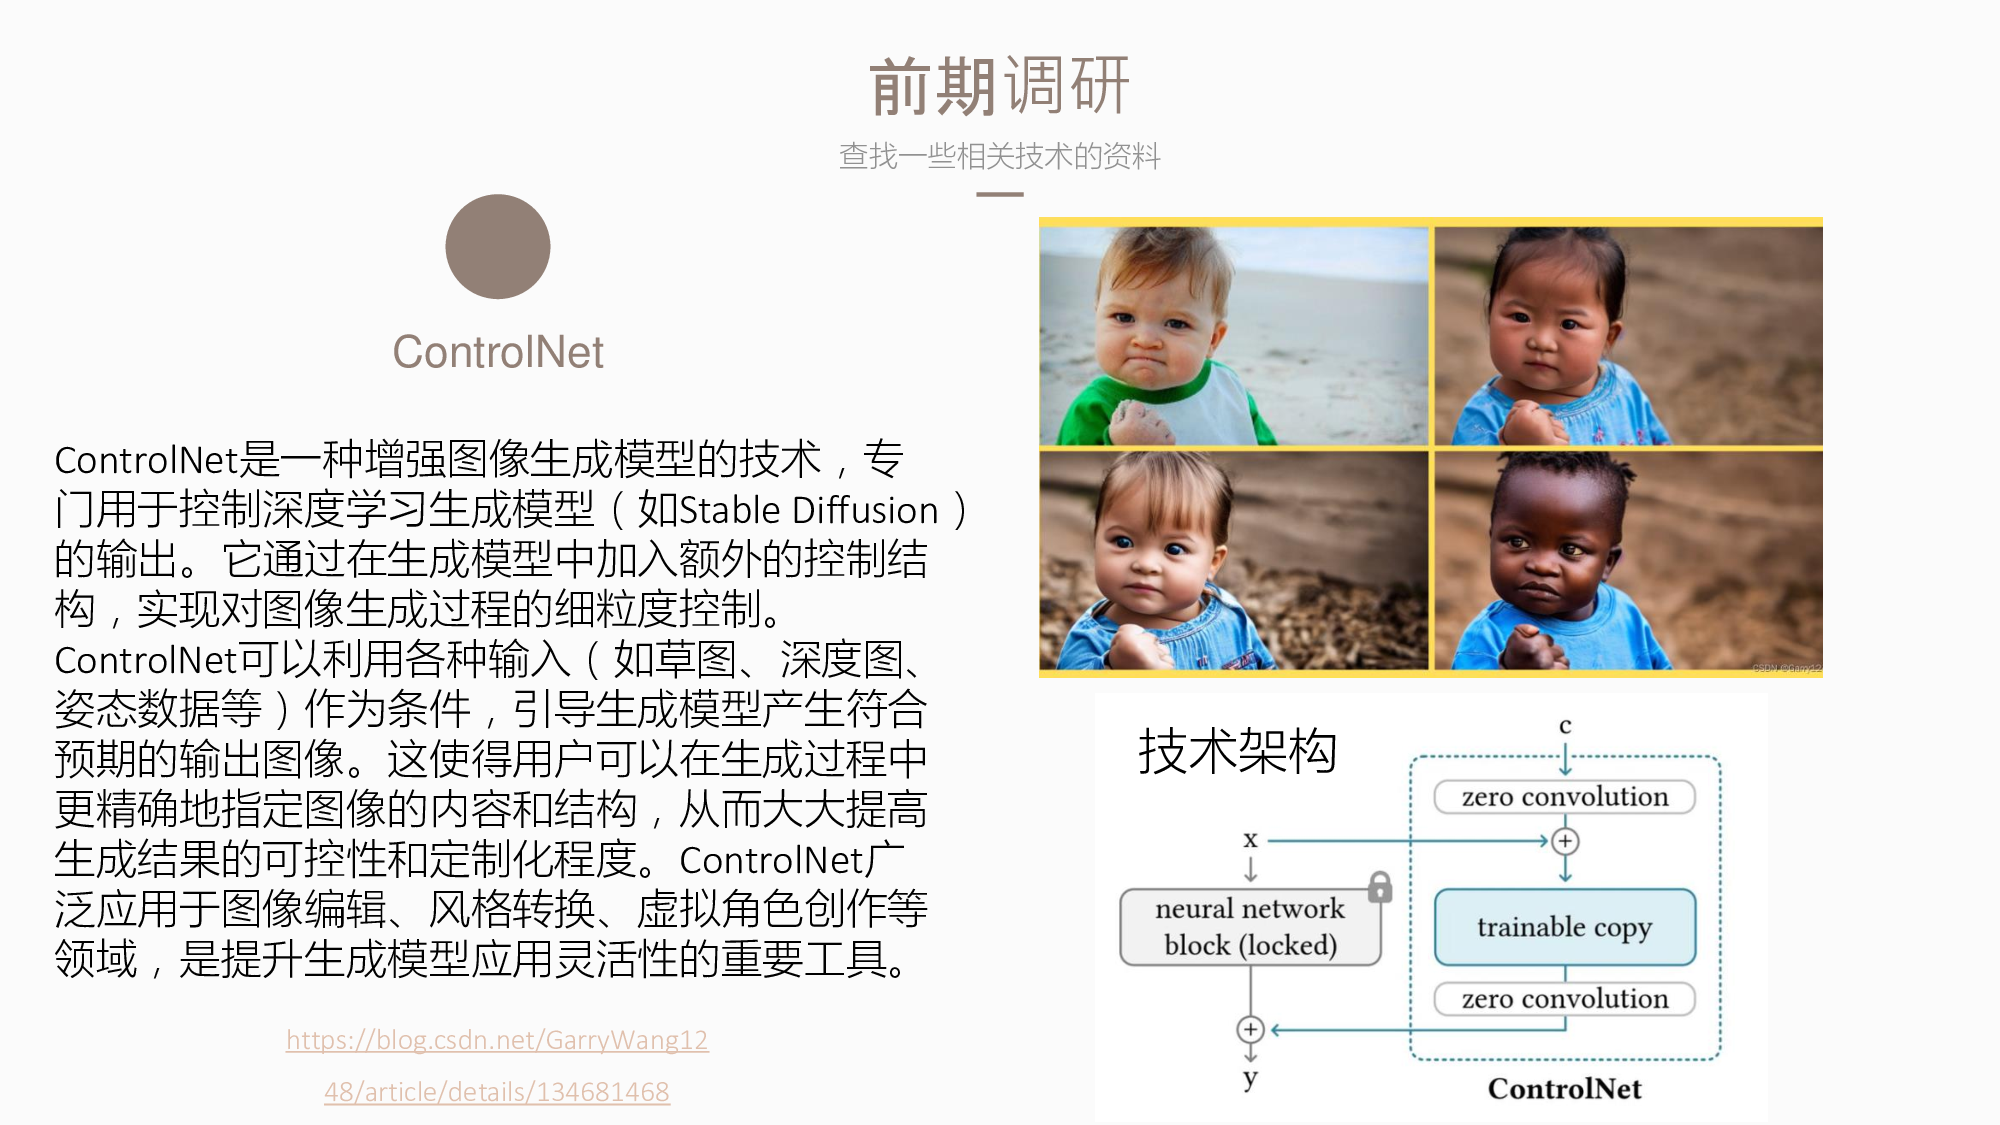 前期调研
查找一些相关技术的资料
ControlNet
ControlNet是一种增强图像生成模型的技术，专
门用于控制深度学习生成模型（如Stable Diffusion）
的输出。它通过在生成模型中加入额外的控制结
构，实现对图像生成过程的细粒度控制。
ControlNet可以利用各种输入（如草图、深度图、
姿态数据等）作为条件，引导生成模型产生符合
预期的输出图像。这使得用户可以在生成过程中
更精确地指定图像的内容和结构，从而大大提高
生成结果的可控性和定制化程度。ControlNet广
泛应用于图像编辑、风格转换、虚拟角色创作等
领域，是提升生成模型应用灵活性的重要工具。
https://blog.csdn.net/GarryWang12
48/article/details/134681468
CSDN @Garry12
技术架构
c
zero convolution
x
neural network
block (locked)
trainable copy
zero convolution
y
ControlNet